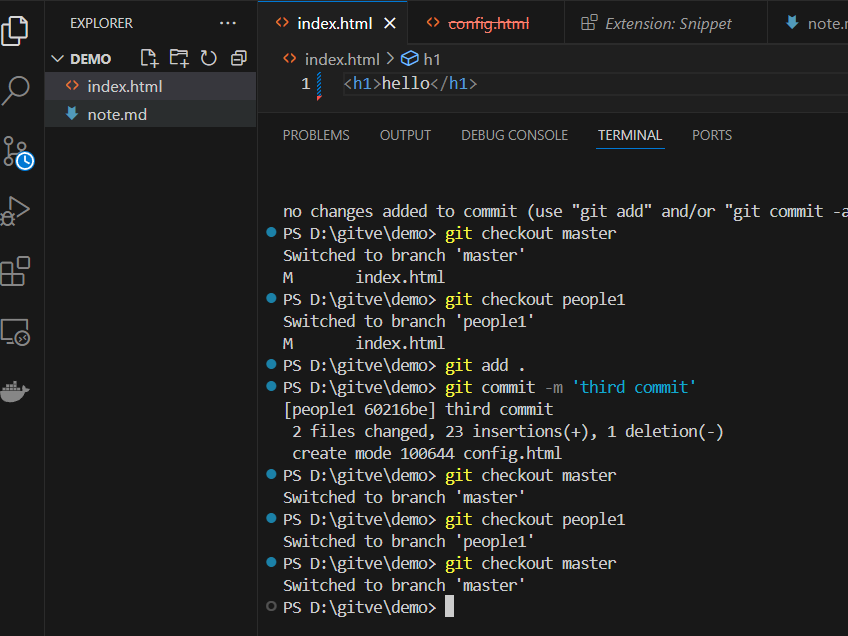 EXPLORER ...
index.html
config.html
Extension: Snippet
note.
DEMO
index.html
note.md
index.html > h1
1 <h1>hello</h1>
PROBLEMS OUTPUT DEBUG CONSOLE TERMINAL PORTS
no changes added to commit (use "git add" and/or "git commit -a
PS D:\gitve\demo> git checkout master
Switched to branch 'master'
M index.html
PS D:\gitve\demo> git checkout people1
Switched to branch 'people1'
M index.html
PS D:\gitve\demo> git add .
PS D:\gitve\demo> git commit -m 'third commit'
[people1 60216be] third commit
2 files changed, 23 insertions(+), 1 deletion(-)
create mode 100644 config.html
PS D:\gitve\demo> git checkout master
Switched to branch 'master'
PS D:\gitve\demo> git checkout people1
Switched to branch 'people1'
PS D:\gitve\demo> git checkout master
Switched to branch 'master'
PS D:\gitve\demo>